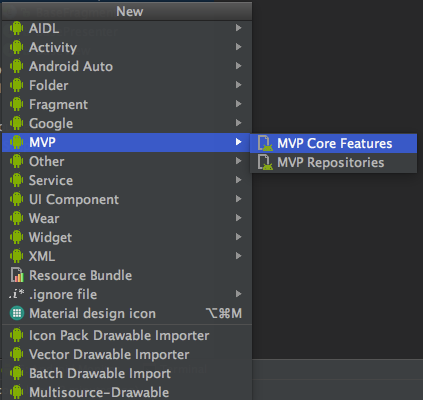 New
AIDL
Activity
Android Auto
Folder
Fragment
Google
MVP
MVP Core Features
Other
MVP Repositories
Service
UI Component
Wear
Widget
XML
Resource Bundle
.i* .ignore file
Material design icon ⌥⌘M
Icon Pack Drawable Importer
Vector Drawable Importer
Batch Drawable Import
Multisource-Drawable